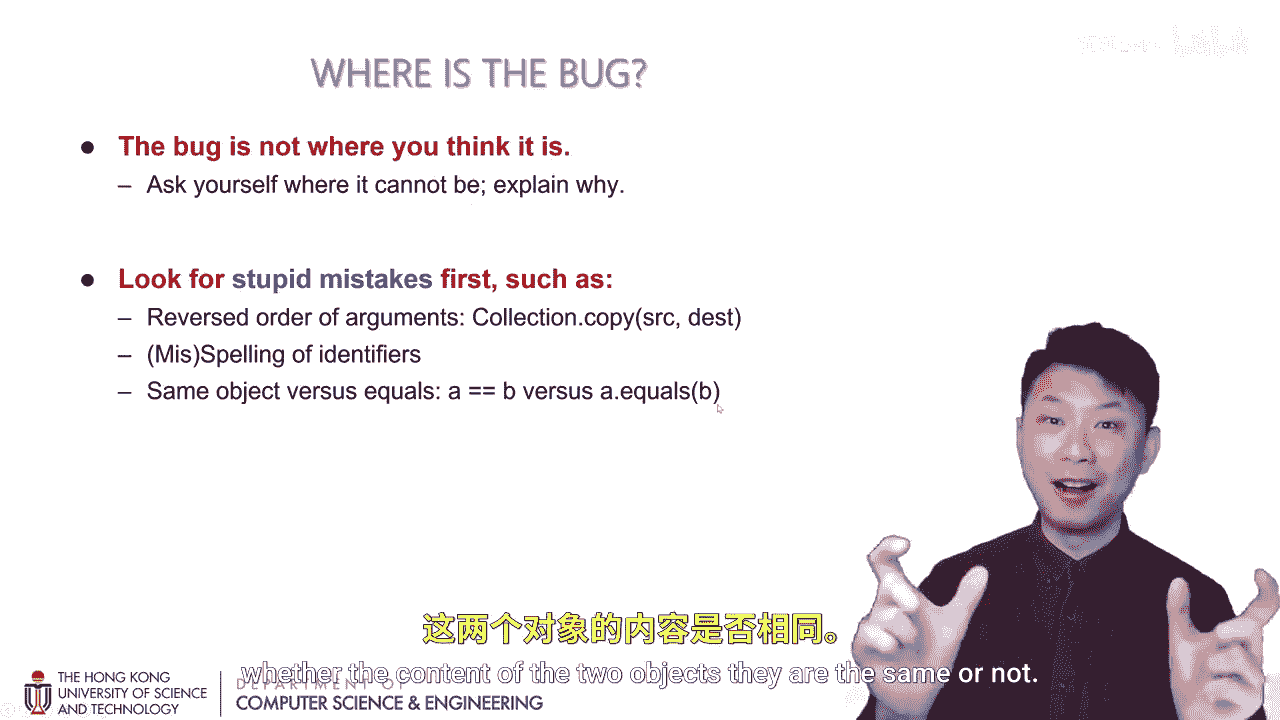 WHERE IS THE BUG?
● The bug is not where you think it is.
– Ask yourself where it cannot be; explain why.
● Look for stupid mistakes first, such as:
– Reversed order of arguments: Collection.copy(src, dest)
– (Mis)Spelling of identifiers
– Same object versus equals: a == b versus a.equals(b)
这两个对象的内容是否相同。
whether the content of the two objects they are the same or not.
THE HONG KONG
UNIVERSITY OF SCIENCE
AND TECHNOLOGY
DEPARTMENT OF
COMPUTER SCIENCE & ENGINEERING